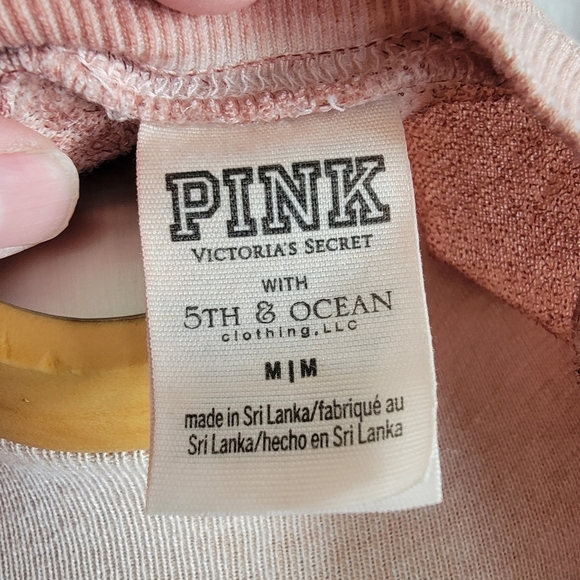 PINK
VICTORIA'S SECRET
WITH
5TH & OCEAN
clothing, LLC
M|M
made in Sri Lanka/fabriqué au
Sri Lanka/hecho en Sri Lanka